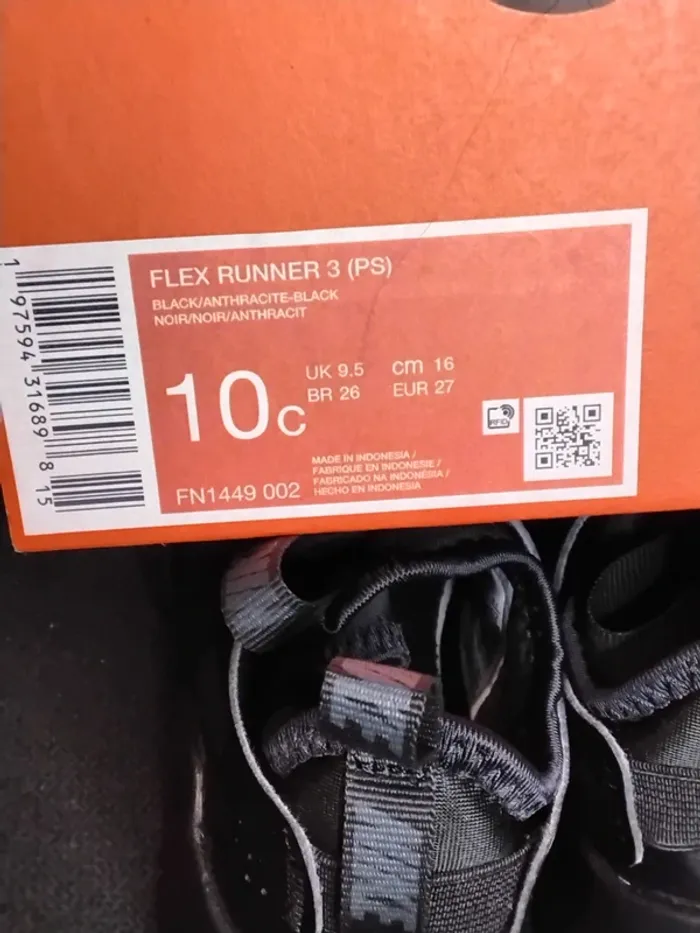 FLEX RUNNER 3 (PS)
BLACK/ANTHRACITE-BLACK
NOIR/NOIR/ANTHRACIT
10C
UK 9.5 cm 16
BR 26 EUR 27
RFID
MADE IN INDONESIA /
FABRIQUE EN INDONESIE /
FABRICADO NA INDONÉSIA /
HECHO EN INDONESIA
FN1449 002
1 97594 31689 8 15